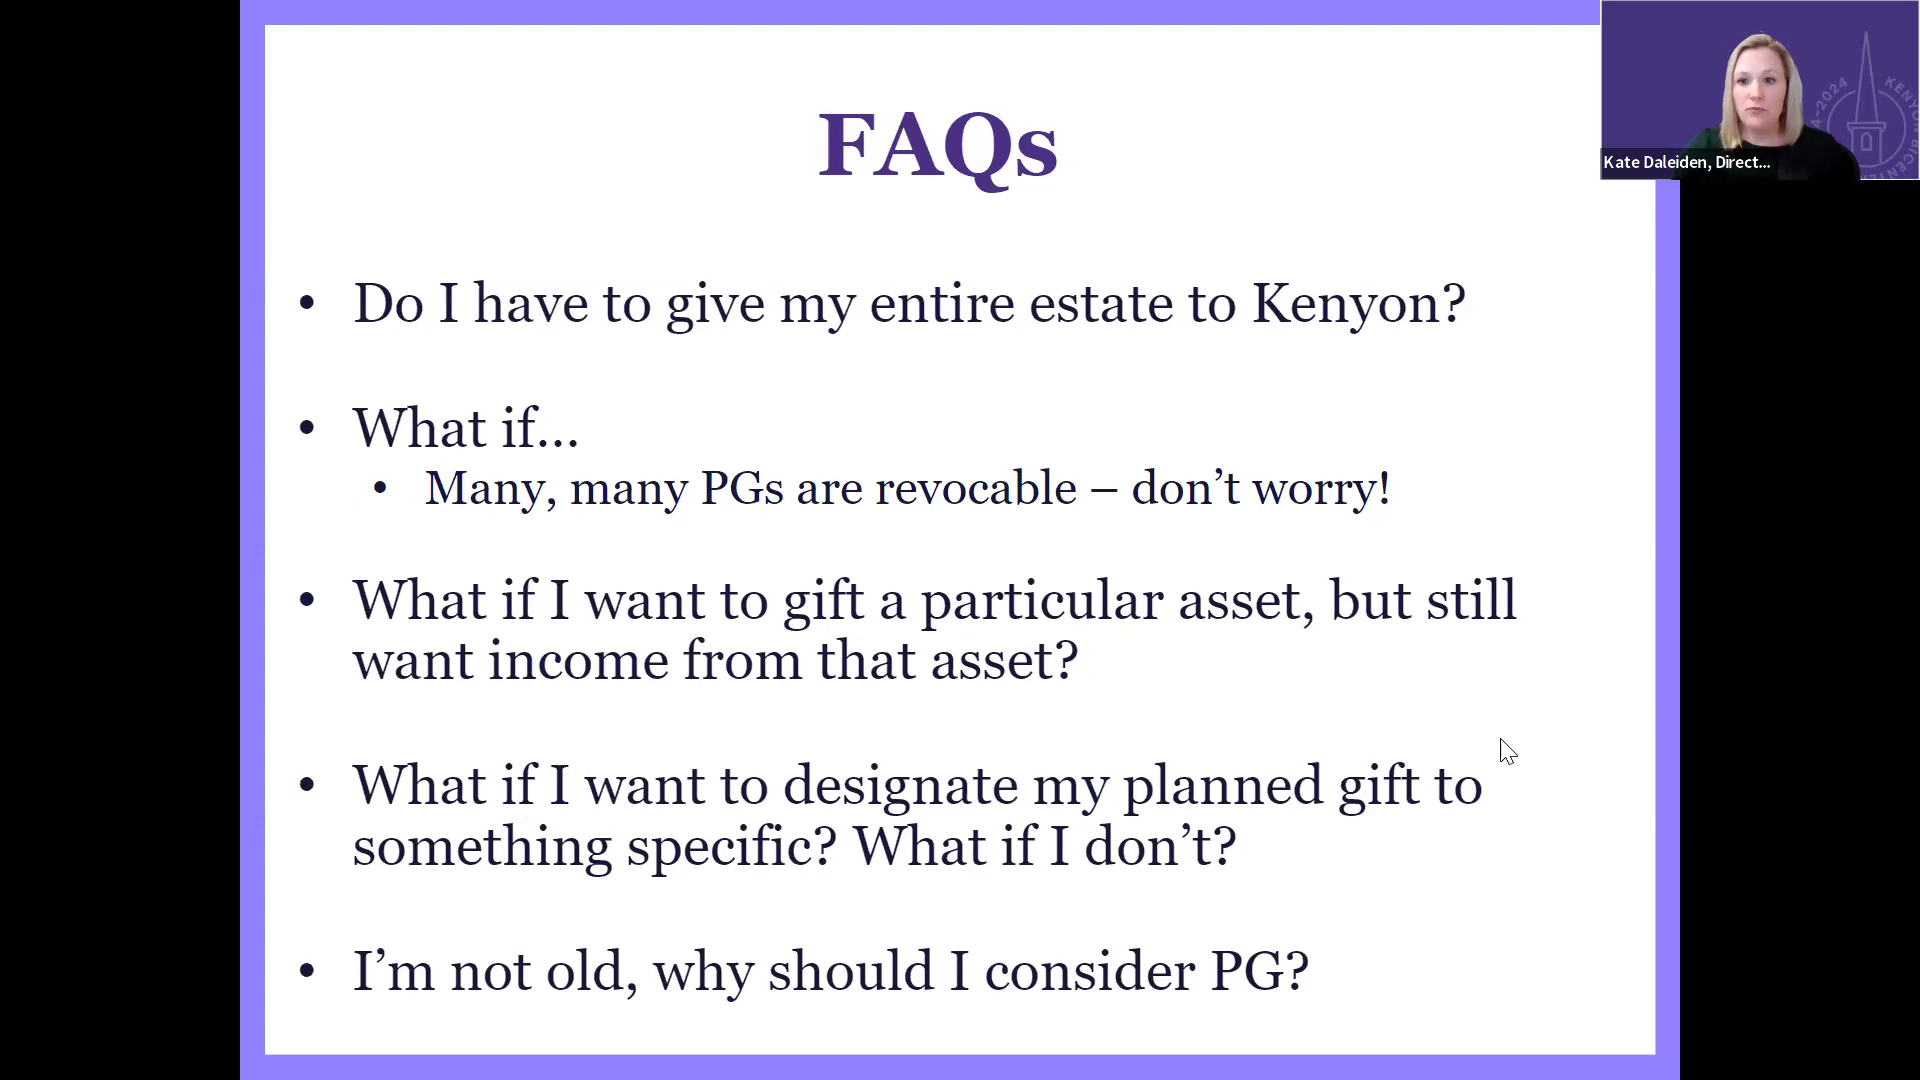 FAQs
• Do I have to give my entire estate to Kenyon?
• What if...
• Many, many PGs are revocable – don’t worry!
• What if I want to gift a particular asset, but still
want income from that asset?
• What if I want to designate my planned gift to
something specific? What if I don’t?
• I’m not old, why should I consider PG?
Kate Daleiden, Direct...
-2024
KENYON